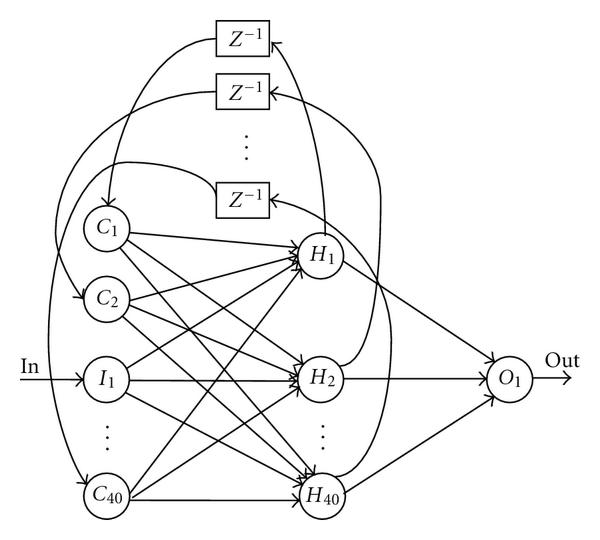 Z⁻¹
Z⁻¹
⋮
Z⁻¹
C₁
H₁
C₂
In
I₁
H₂
O₁
Out
⋮
⋮
C₄₀
H₄₀